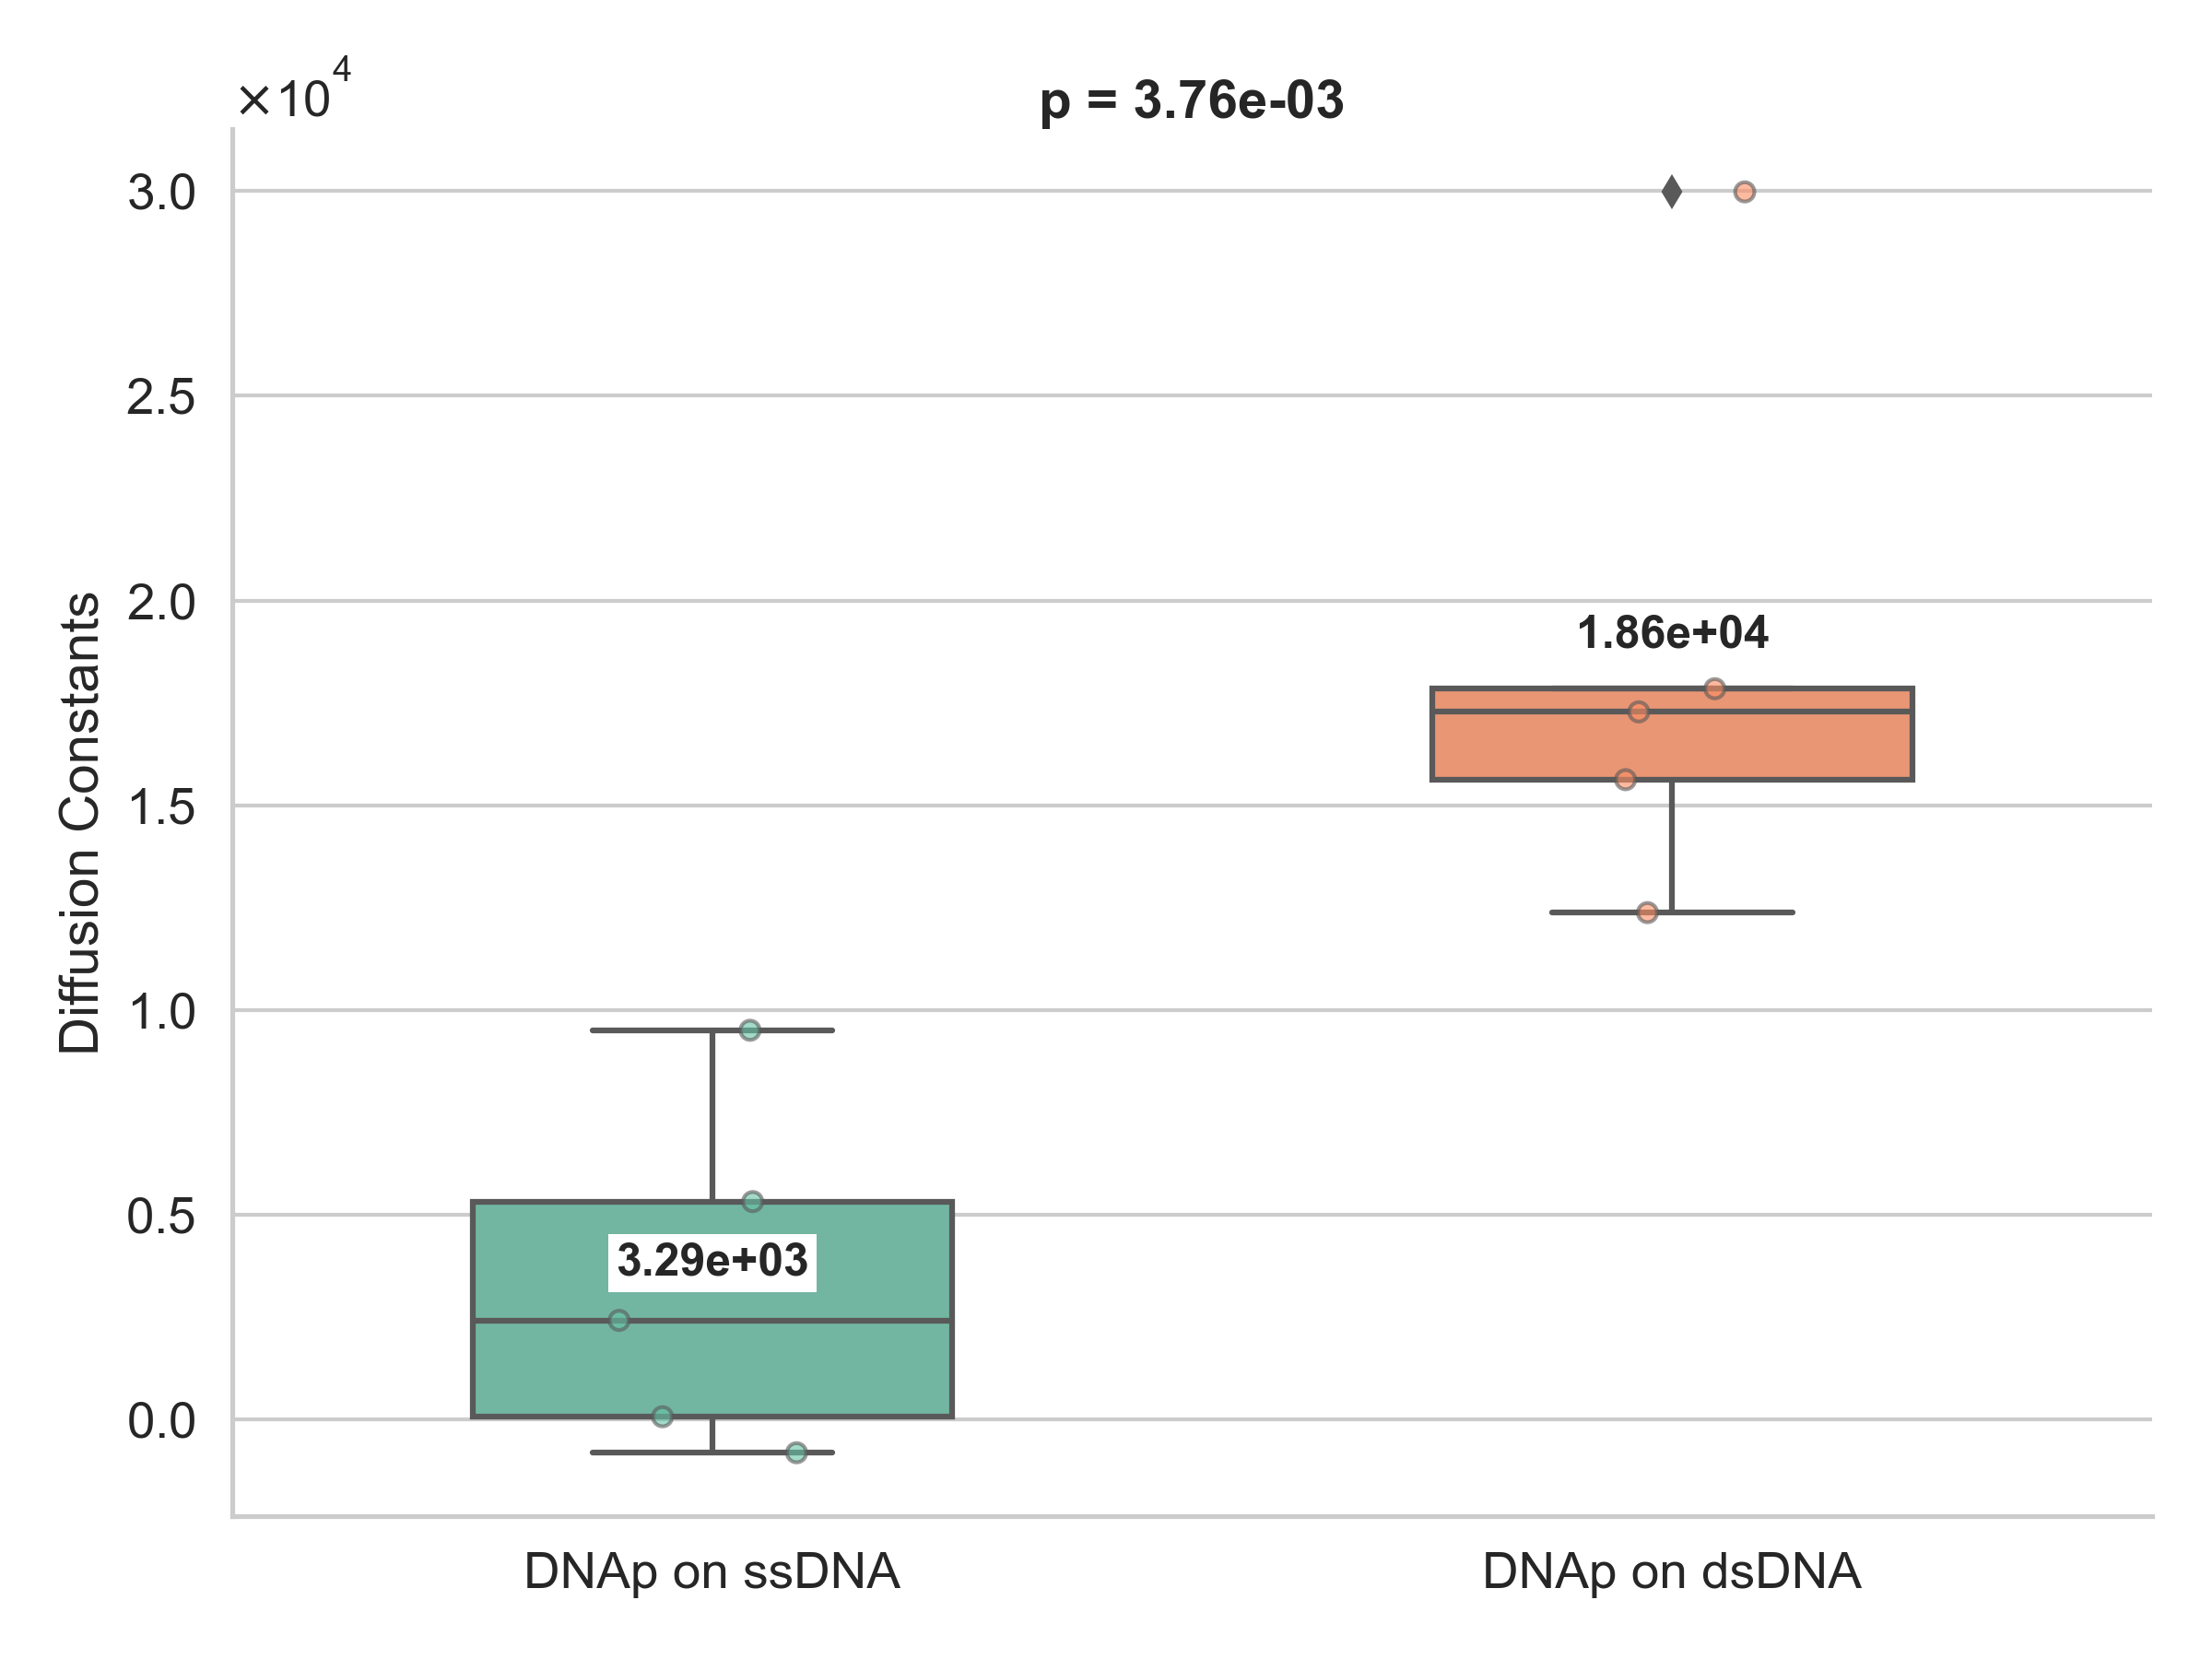 ×10⁴
p = 3.76e-03
3.0
2.5
2.0
1.5
1.0
0.5
0.0
Diffusion Constants
1.86e+04
3.29e+03
DNAp on ssDNA
DNAp on dsDNA